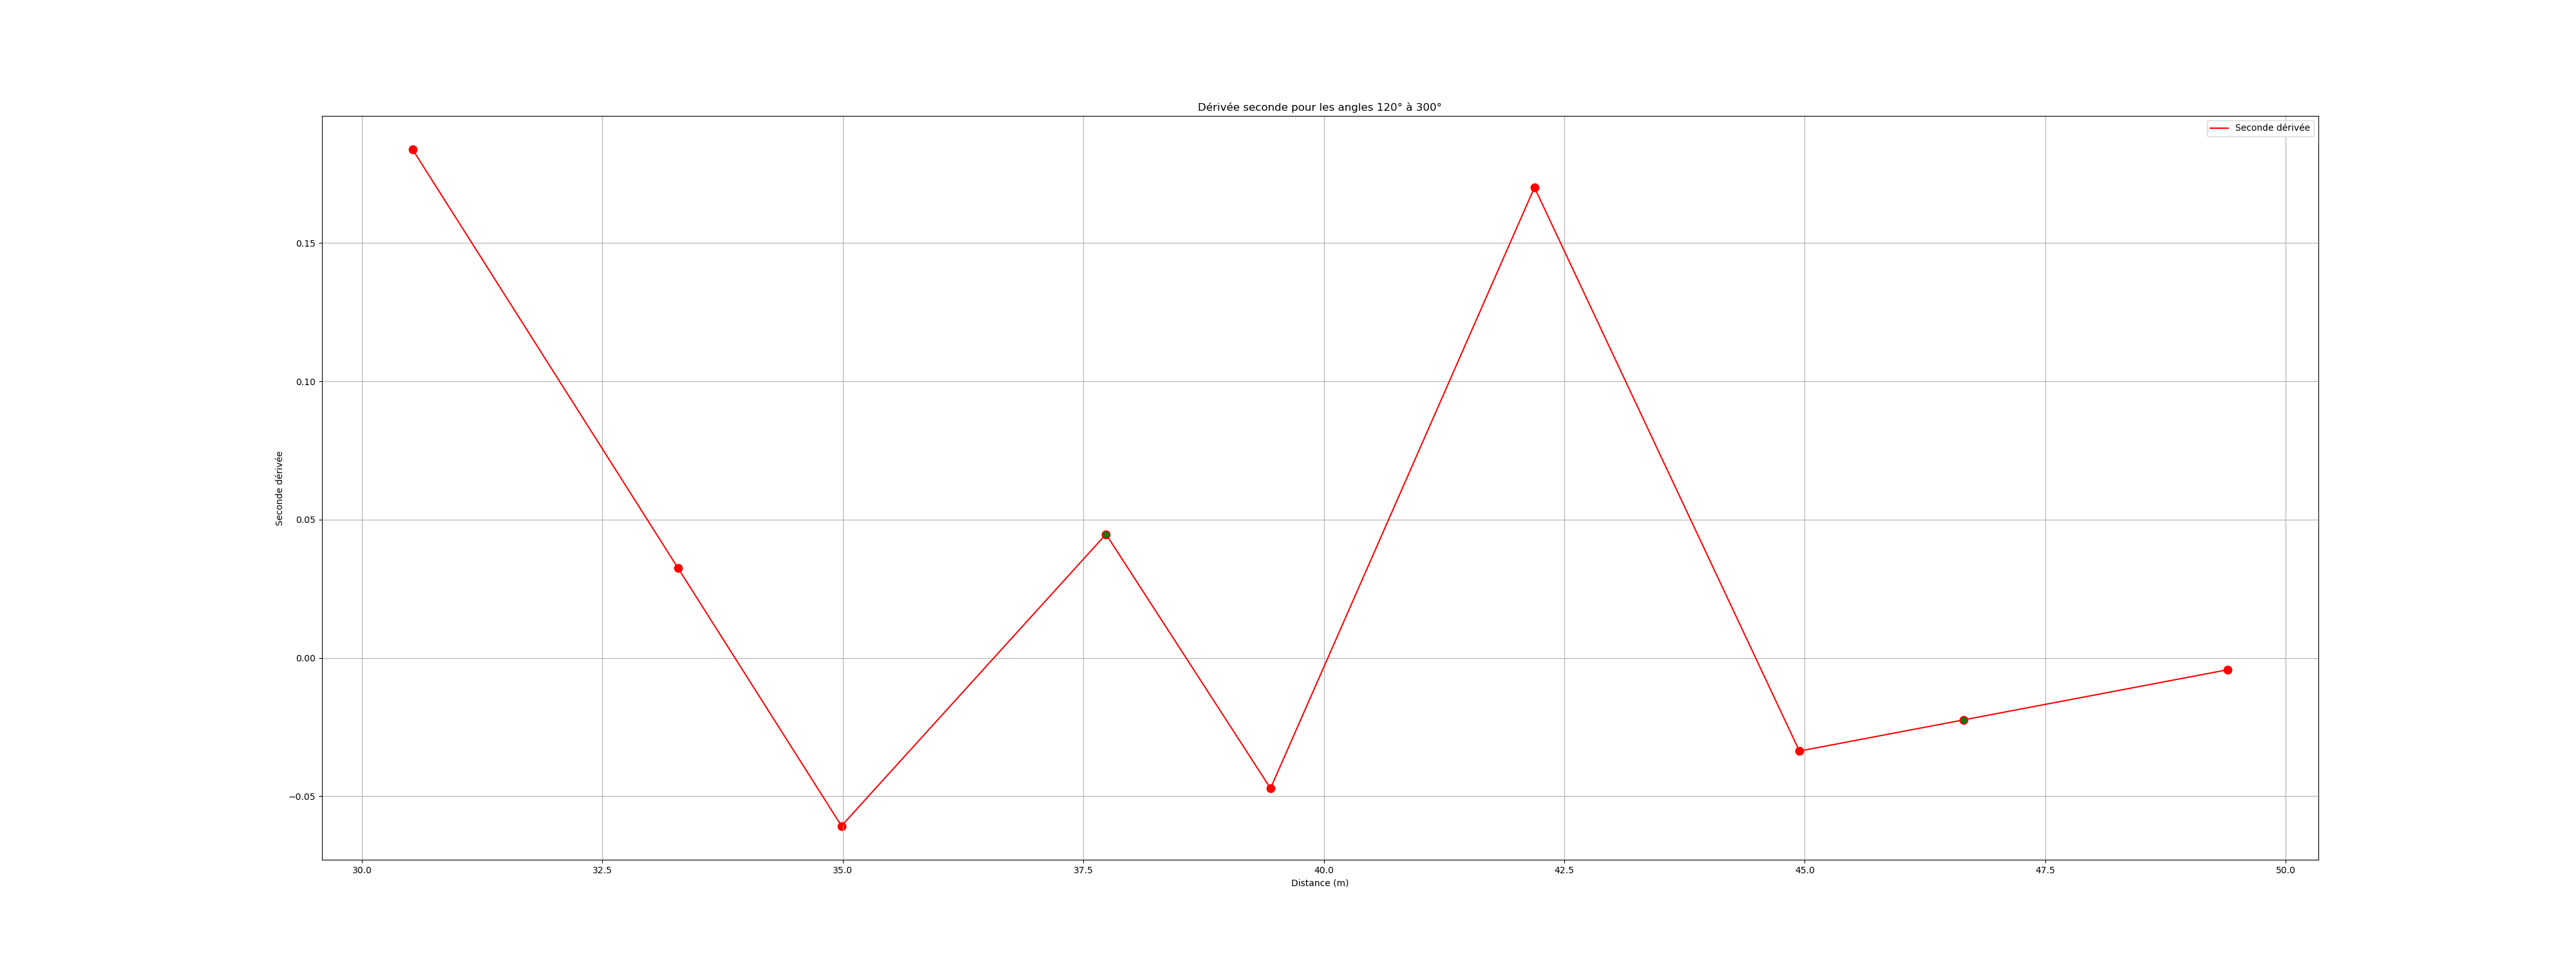 Dérivée seconde pour les angles 120° à 300°
Seconde dérivée
0.15
0.10
0.05
0.00
−0.05
Seconde dérivée
30.0 32.5 35.0 37.5 40.0 42.5 45.0 47.5 50.0
Distance (m)